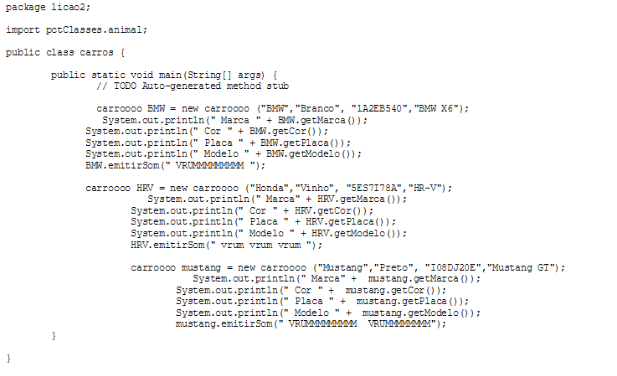 package licao2;
import pctClasses.animal;
public class carros {
public static void main(String[] args) {
// TODO Auto-generated method stub
carroooo BMW = new carroooo ("BMW","Branco", "1A2EB540","BMW X6");
System.out.println(" Marca " + BMW.getMarca());
System.out.println(" Cor " + BMW.getCor());
System.out.println(" Placa " + BMW.getPlaca());
System.out.println(" Modelo " + BMW.getModelo());
BMW.emitirSom(" VRUMMMMMMMM ");
carroooo HRV = new carroooo ("Honda","Vinho", "5ES7I78A","HR-V");
System.out.println(" Marca" + HRV.getMarca());
System.out.println(" Cor " + HRV.getCor());
System.out.println(" Placa " + HRV.getPlaca());
System.out.println(" Modelo " + HRV.getModelo());
HRV.emitirSom(" vrum vrum vrum ");
carroooo mustang = new carroooo ("Mustang","Preto", "I08DJ20E","Mustang GT");
System.out.println(" Marca" + mustang.getMarca());
System.out.println(" Cor " + mustang.getCor());
System.out.println(" Placa " + mustang.getPlaca());
System.out.println(" Modelo " + mustang.getModelo());
mustang.emitirSom(" VRUMMMMMMMM VRUMMMMMMM");
}
}